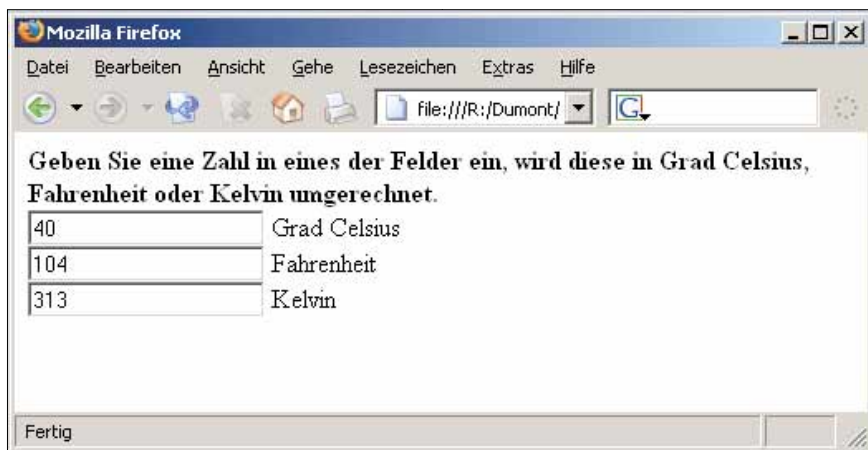 Mozilla Firefox
Datei Bearbeiten Ansicht Gehe Lesezeichen Extras Hilfe
file:///R:/Dumont/ G
Geben Sie eine Zahl in eines der Felder ein, wird diese in Grad Celsius,
Fahrenheit oder Kelvin umgerechnet.
40 Grad Celsius
104 Fahrenheit
313 Kelvin
Fertig